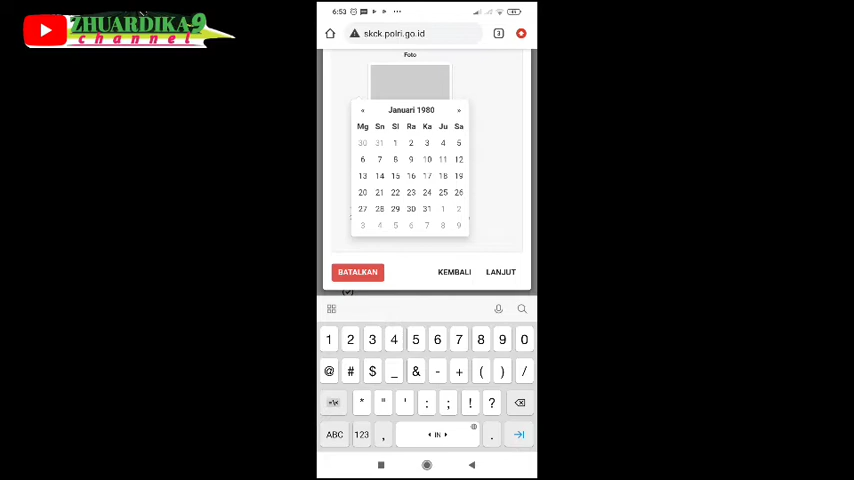 ZHUARDIKA9
channel
6:53
skck.polri.go.id
3
Foto
« Januari 1980 »
Mg Sn Sl Ra Ka Ju Sa
30 31 1 2 3 4 5
6 7 8 9 10 11 12
13 14 15 16 17 18 19
20 21 22 23 24 25 26
27 28 29 30 31 1 2
3 4 5 6 7 8 9
BATALKAN KEMBALI LANJUT
1 2 3 4 5 6 7 8 9 0
@ # $ _ & - + ( ) /
* " ' : ; ! ?
ABC 123 , IN .